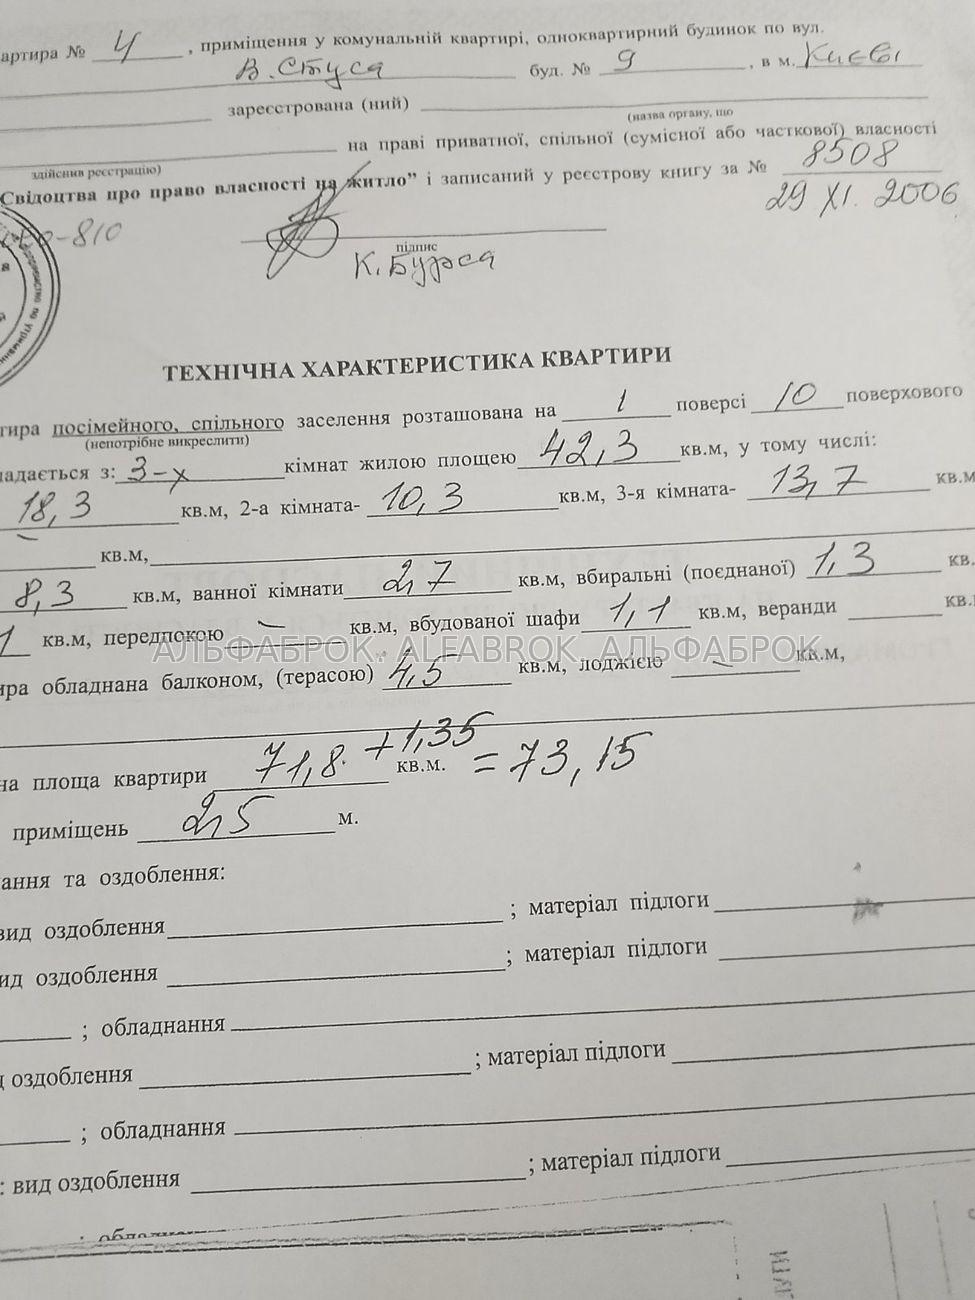 артира № 4 , приміщення у комунальній квартирі, одноквартирний будинок по вул.
В. Стуса буд. № 9 , в м. Києві
зареєстрована (ний)
(назва органу, що
на праві приватної, спільної (сумісної або часткової) власності
здійснив реєстрацію)
Свідоцтва про право власності на житло" і записаний у реєстрову книгу за № 8508
29 XI. 2006
-810
підпис
ТЕХНІЧНА ХАРАКТЕРИСТИКА КВАРТИРИ
тира посімейного, спільного заселення розташована на 1 поверсі 10 поверхового
(непотрібне викреслити)
ладається з: 3-х кімнат жилою площею 42,3 кв.м, у тому числі:
18,3 кв.м, 2-а кімната- 10,3 кв.м, 3-я кімната- 13,7 кв.м
— кв.м,
8,3 кв.м, ванної кімнати 2,7 кв.м, вбиральні (поєднаної) 1,3 кв.
1 кв.м, передпокою — кв.м, вбудованої шафи 1,1 кв.м, веранди кв.м
АЛЬФАБРОК. ALFABROK. АЛЬФАБРОК
ира обладнана балконом, (терасою) 4,5 кв.м, лоджією — кв.м,
на площа квартири 71,8 + 1,35 кв.м. = 73,15
приміщень 2,5 м.
ання та оздоблення:
вид оздоблення ; матеріал підлоги
ид оздоблення ; матеріал підлоги
; обладнання
д оздоблення ; матеріал підлоги
; обладнання
: вид оздоблення ; матеріал підлоги